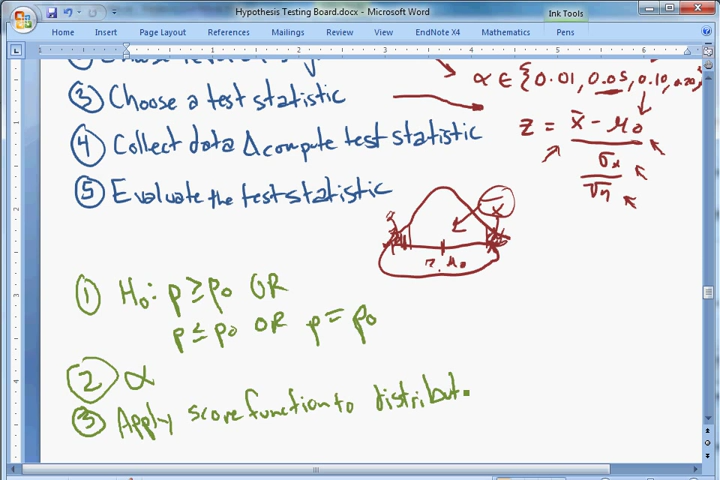 Hypothesis Testing Board.docx - Microsoft Word
Ink Tools
Home Insert Page Layout References Mailings Review View EndNote X4 Mathematics Pens
α ∈ {0.01, 0.05, 0.10, 0.20
③ Choose a test statistic
z = x̄ - μ0
σx
√n
④ Collect data & compute test statistic
⑤ Evaluate the test statistic
x̄
μ0
① H0: p ≥ p0 OR
p ≤ p0 OR p = p0
② α
③ Apply score function to distribut